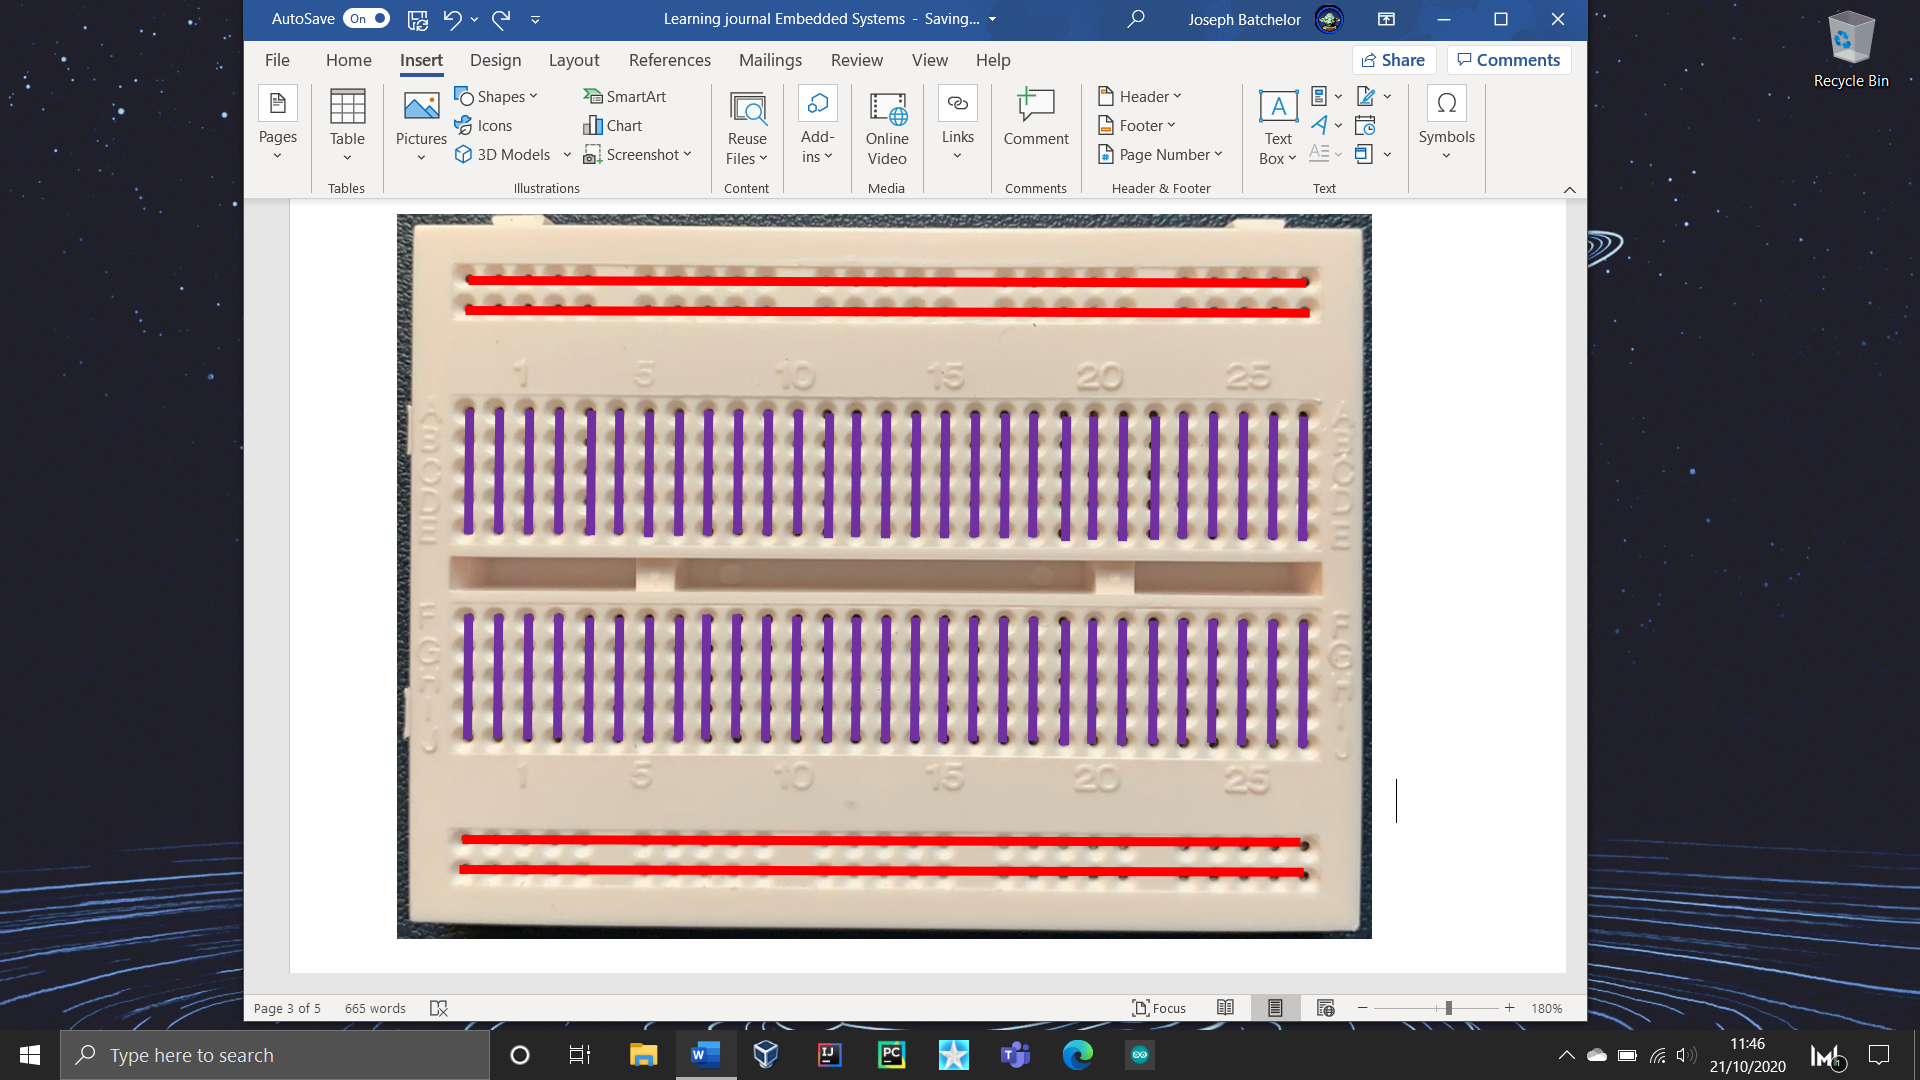 AutoSave On Learning journal Embedded Systems - Saving... Joseph Batchelor
File Home Insert Design Layout References Mailings Review View Help Share Comments
Pages
Table
Tables
Pictures
Shapes
Icons
3D Models
SmartArt
Chart
Screenshot
Illustrations
Reuse
Files
Content
Add-
ins
Online
Video
Media
Links
Comment
Comments
Header
Footer
Page Number
Header & Footer
Text
Box
Text
Symbols
Recycle Bin
1 5 10 15 20 25
A A
B B
C C
D D
E E
F F
G G
H H
I I
J J
1 5 10 15 20 25
Page 3 of 5 665 words Focus 180%
Type here to search
11:46
21/10/2020